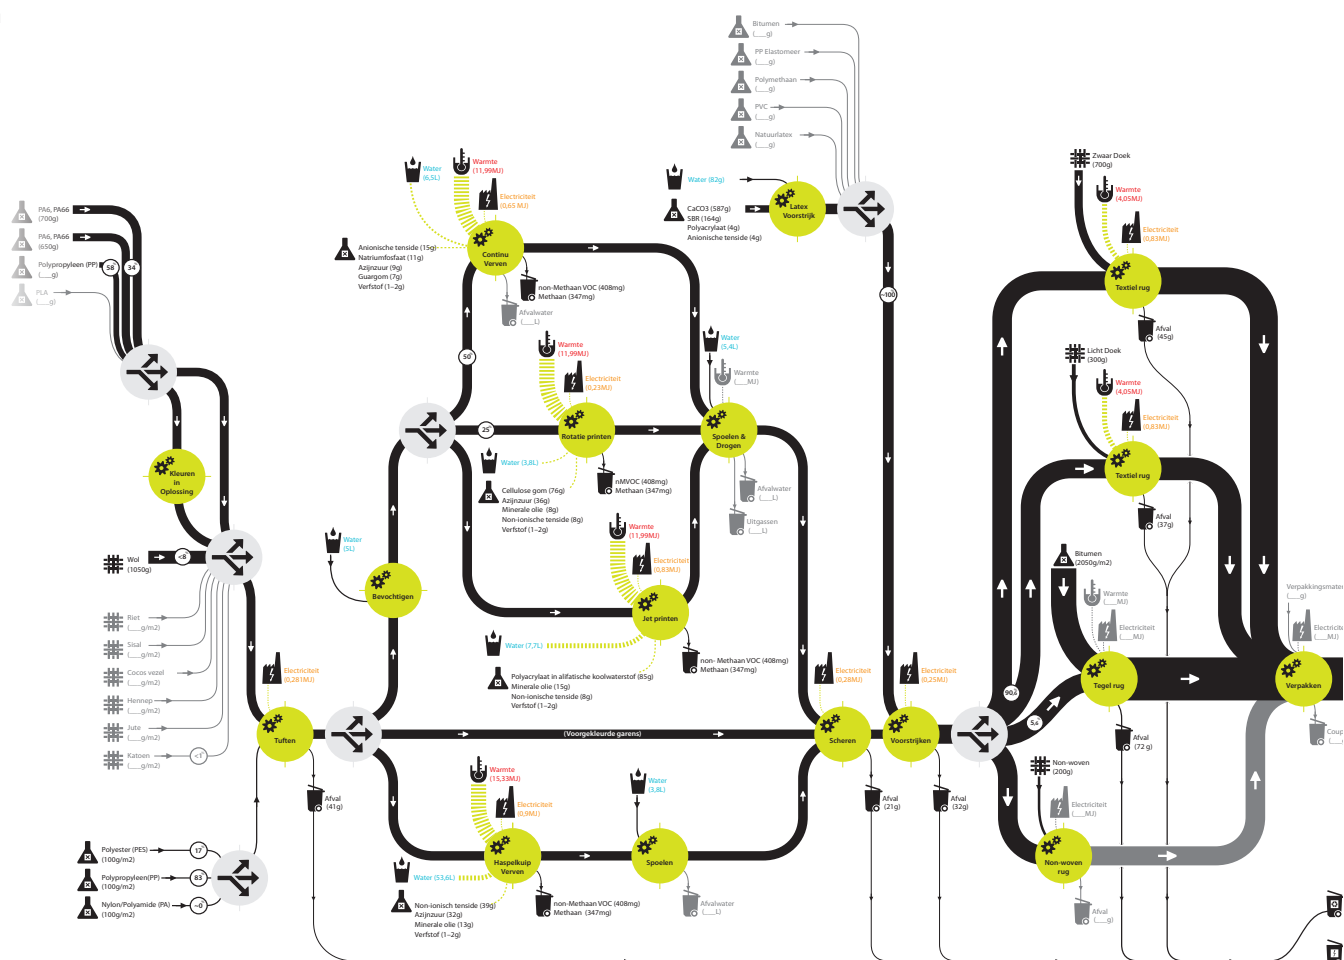 Bitumen
(___g)
PP Elastomeer
(___g)
Polymethaan
(___g)
PVC
(___g)
Natuurlatex
(___g)
Water (82g)
CaCO3 (587g)
SBR (164g)
Polyacrylaat (4g)
Anionische tenside (4g)
Latex
Voorstrijk
~100
PA6, PA66
(700g)
PA6, PA66
(650g)
Polypropyleen (PP)
(___g)
PLA
(___g)
58
34
Kleuren
in
Oplossing
Wol
(1050g)
<8
Riet
(___g/m2)
Sisal
(___g/m2)
Cocos vezel
(___g/m2)
Hennep
(___g/m2)
Jute
(___g/m2)
Katoen
(___g/m2)
<1
Polyester (PES)
(100g/m2)
17
Polypropyleen(PP)
(100g/m2)
83
Nylon/Polyamide (PA)
(100g/m2)
~0
Electriciteit
(0,281MJ)
Tuften
Afval
(41g)
Water
(5L)
Bevochtigen
Water
(6,5L)
Warmte
(11,99MJ)
Electriciteit
(0,65 MJ)
Anionische tenside (15g)
Natriumfosfaat (11g)
Azijnzuur (9g)
Guargom (7g)
Verfstof (1–2g)
Continu
Verven
non-Methaan VOC (408mg)
Methaan (347mg)
Afvalwater
(___L)
50
25
Warmte
(11,99MJ)
Electriciteit
(0,23MJ)
Rotatie printen
Water (3,8L)
Cellulose gom (76g)
Azijnzuur (36g)
Minerale olie (8g)
Non-ionische tenside (8g)
Verfstof (1–2g)
nMVOC (408mg)
Methaan (347mg)
Warmte
(11,99MJ)
Electriciteit
(0,83MJ)
Jet printen
Water (7,7L)
Polyacrylaat in alifatische koolwaterstof (85g)
Minerale olie (15g)
Non-ionische tenside (8g)
Verfstof (1–2g)
non- Methaan VOC (408mg)
Methaan (347mg)
Water
(5,4L)
Warmte
(___MJ)
Spoelen &
Drogen
Afvalwater
(___L)
Uitgassen
(___L)
(Voorgekleurde garens)
Warmte
(15,33MJ)
Electriciteit
(0,9MJ)
Haspelkuip
Verven
Water (53,6L)
Non-ionisch tenside (39g)
Azijnzuur (32g)
Minerale olie (13g)
Verfstof (1–2g)
non-Methaan VOC (408mg)
Methaan (347mg)
Water
(3,8L)
Spoelen
Afvalwater
(___L)
Electriciteit
(0,28MJ)
Scheren
Afval
(21g)
Electriciteit
(0,25MJ)
Voorstrijken
Afval
(32g)
Zwaar Doek
(700g)
Warmte
(4,05MJ)
Electriciteit
(0,83MJ)
Textiel rug
Afval
(45g)
Licht Doek
(300g)
Warmte
(4,05MJ)
Electriciteit
(0,83MJ)
Textiel rug
Afval
(37g)
Bitumen
(2050g/m2)
Warmte
(___MJ)
Electriciteit
(___MJ)
Tegel rug
Afval
(72 g)
5,6
Non-woven
(200g)
Electriciteit
(___MJ)
Non-woven
rug
Afval
(___g)
___g)
(___MJ)
Verpakken